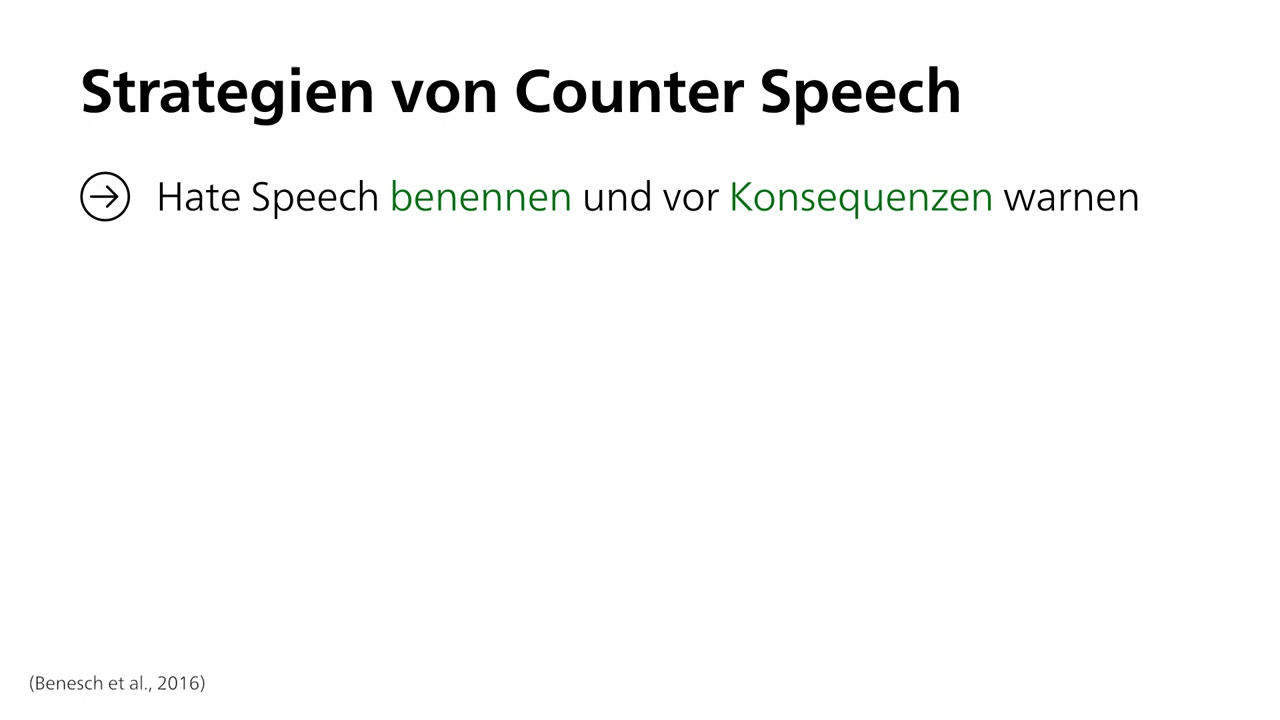 Strategien von Counter Speech
Hate Speech benennen und vor Konsequenzen warnen
(Benesch et al., 2016)